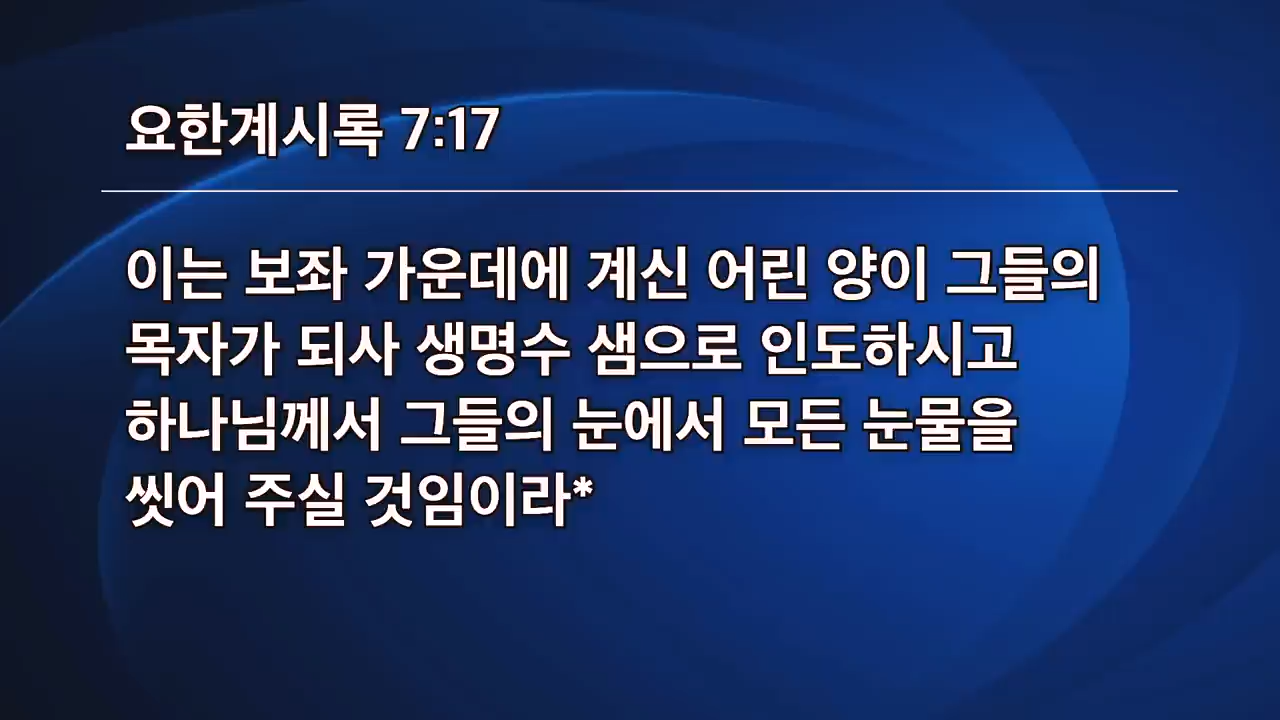 요한계시록 7:17
이는 보좌 가운데에 계신 어린 양이 그들의
목자가 되사 생명수 샘으로 인도하시고
하나님께서 그들의 눈에서 모든 눈물을
씻어 주실 것임이라*